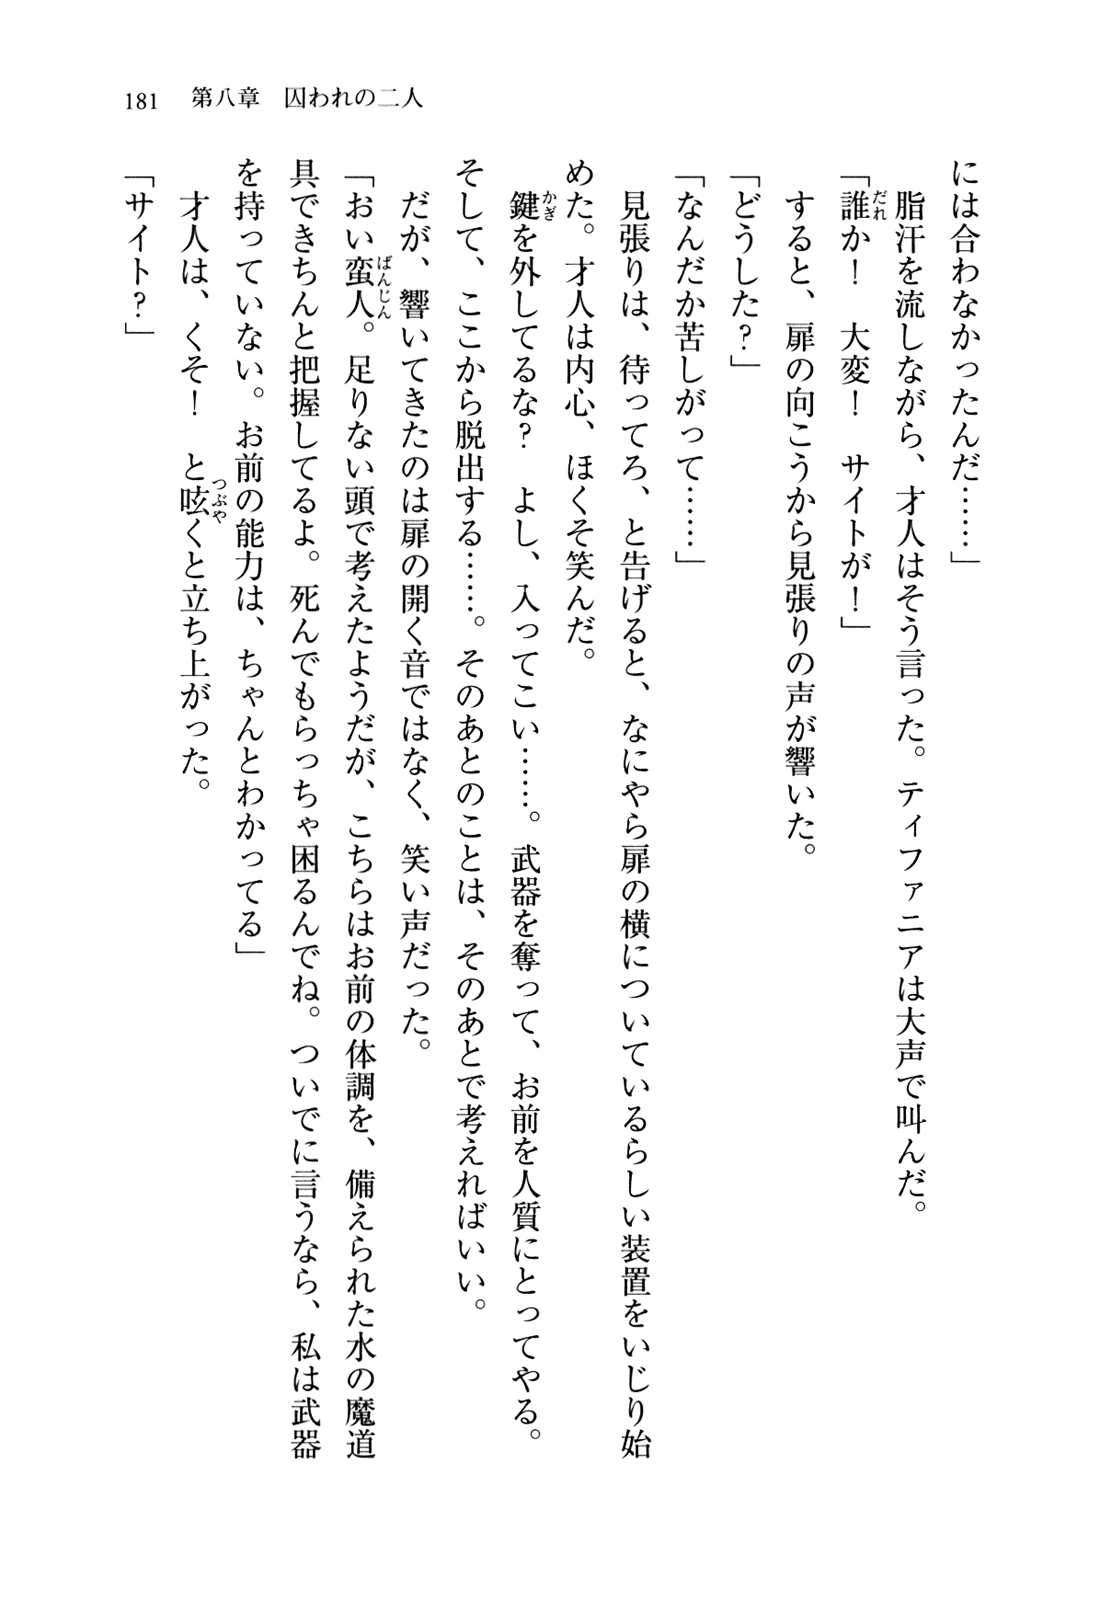 181　第八章　囚われの二人
には合わなかったんだ……」
　脂汗を流しながら、才人はそう言った。ティファニアは大声で叫んだ。
「誰か！　大変！　サイトが！」
　すると、扉の向こうから見張りの声が響いた。
「どうした？」
「なんだか苦しがって……」
　見張りは、待ってろ、と告げると、なにやら扉の横についているらしい装置をいじり始
めた。才人は内心、ほくそ笑んだ。
　鍵を外してるな？　よし、入ってこい……。武器を奪って、お前を人質にとってやる。
そして、ここから脱出する……。そのあとのことは、そのあとで考えればいい。
　だが、響いてきたのは扉の開く音ではなく、笑い声だった。
「おい蛮人。足りない頭で考えたようだが、こちらはお前の体調を、備えられた水の魔道
具できちんと把握してるよ。死んでもらっちゃ困るんでね。ついでに言うなら、私は武器
を持っていない。お前の能力は、ちゃんとわかってる」
　才人は、くそ！　と呟くと立ち上がった。
「サイト？」